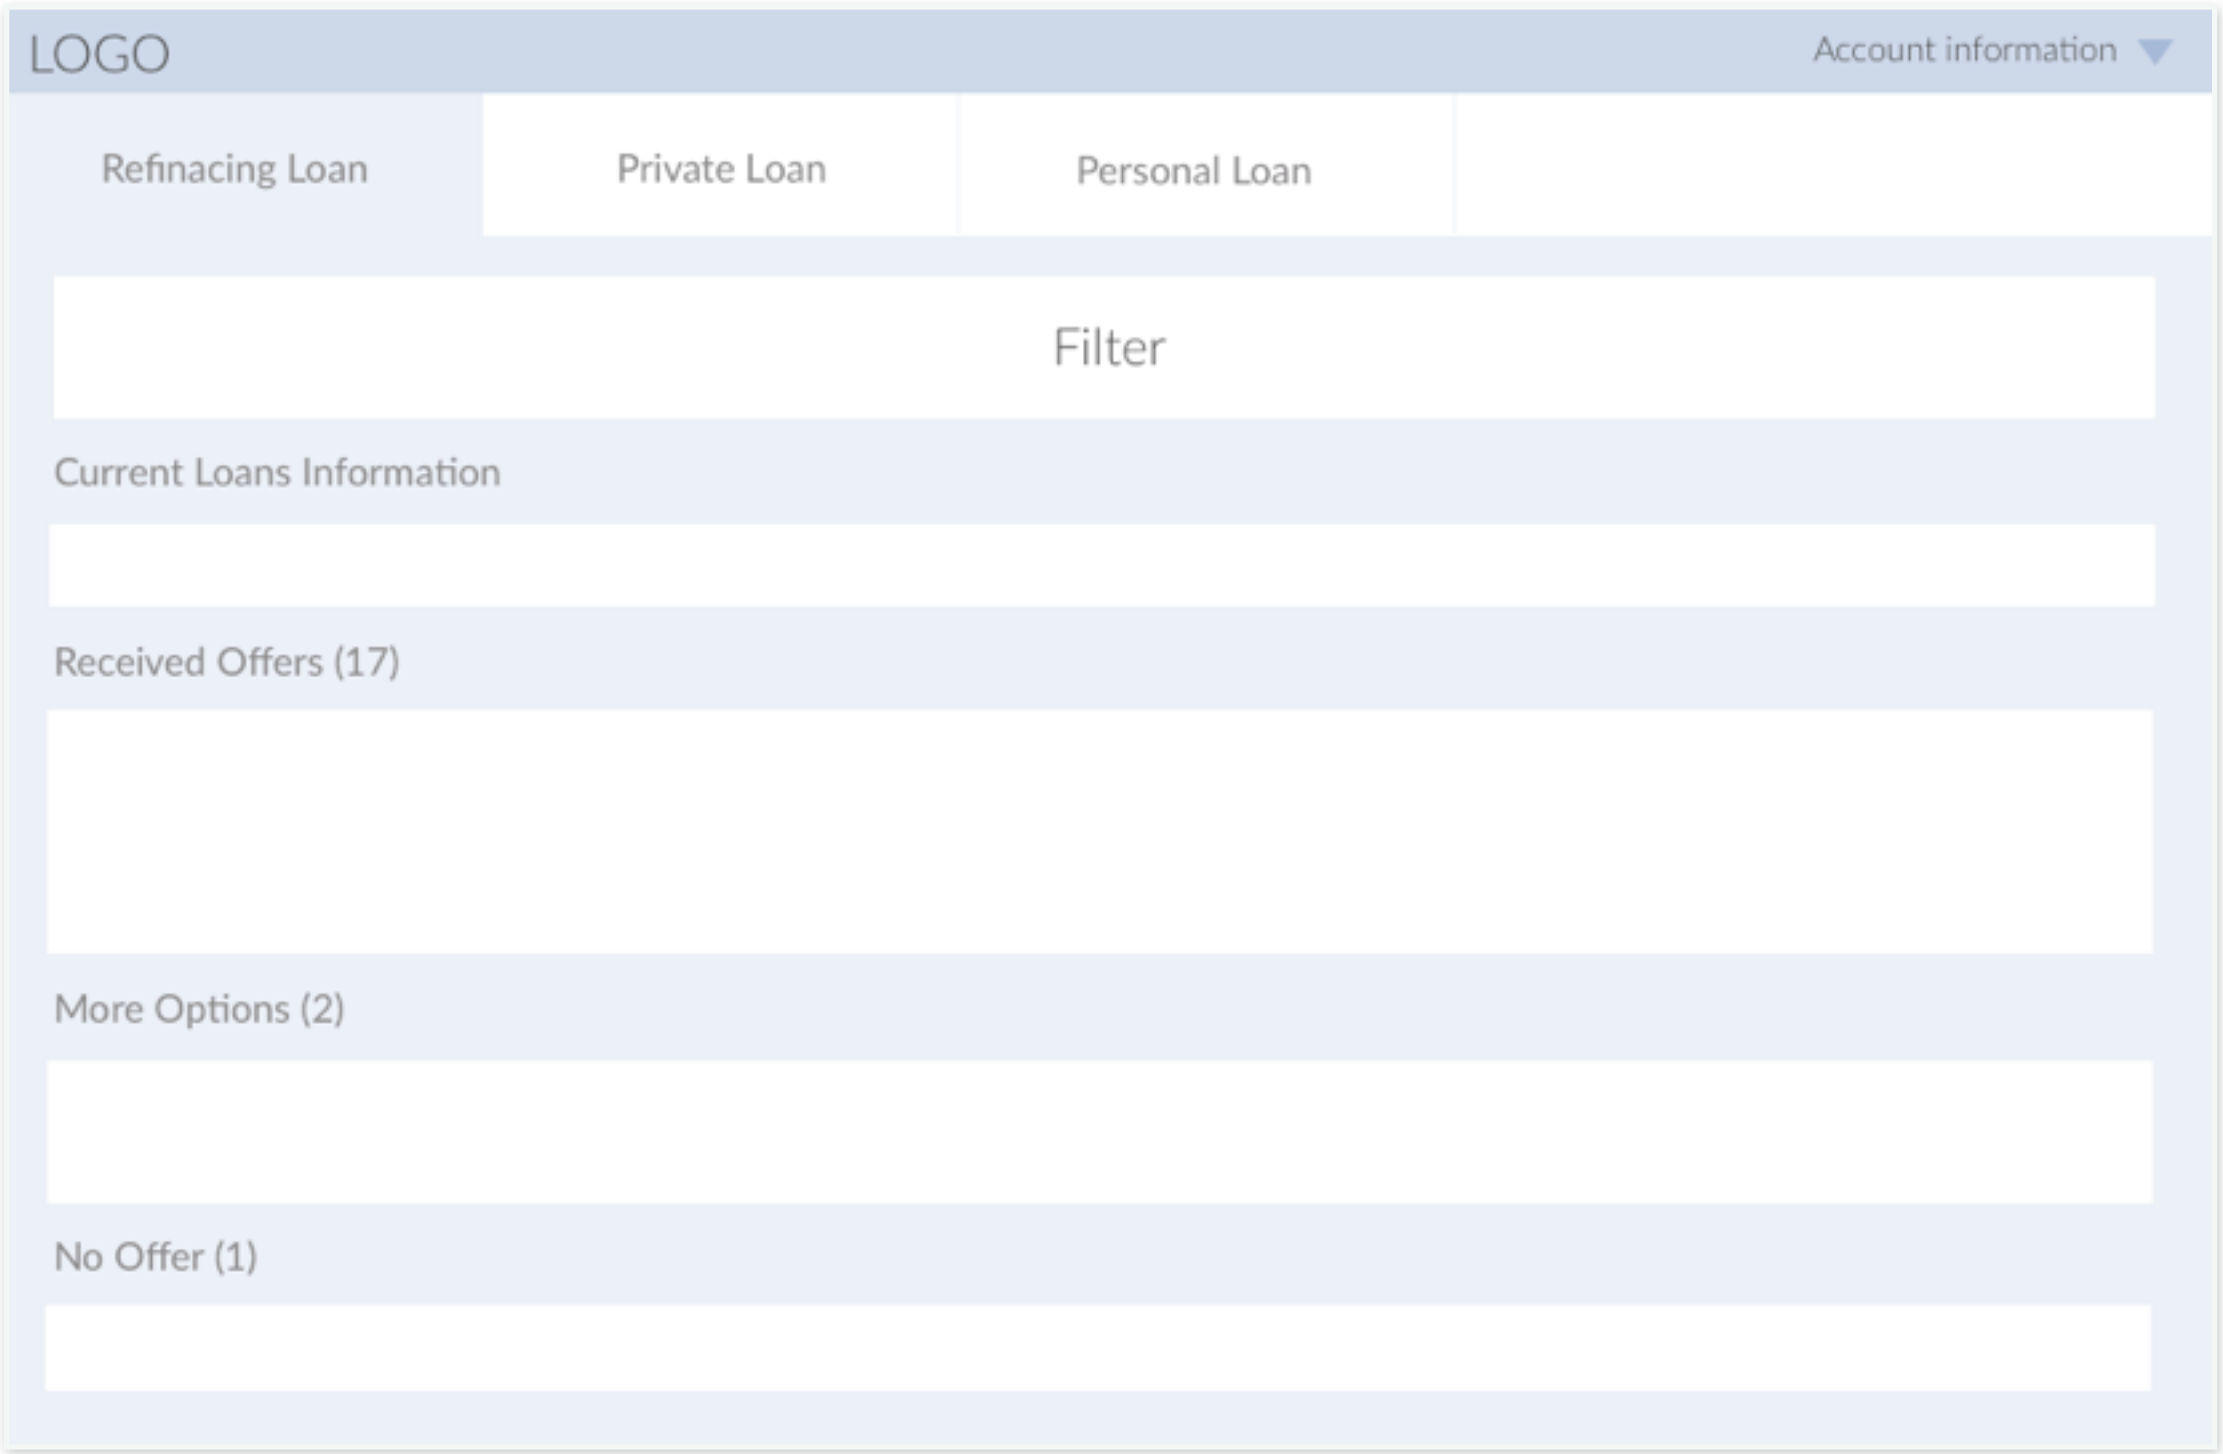 LOGO
Account information
Refinacing Loan
Private Loan
Personal Loan
Filter
Current Loans Information
Received Offers (17)
More Options (2)
No Offer (1)